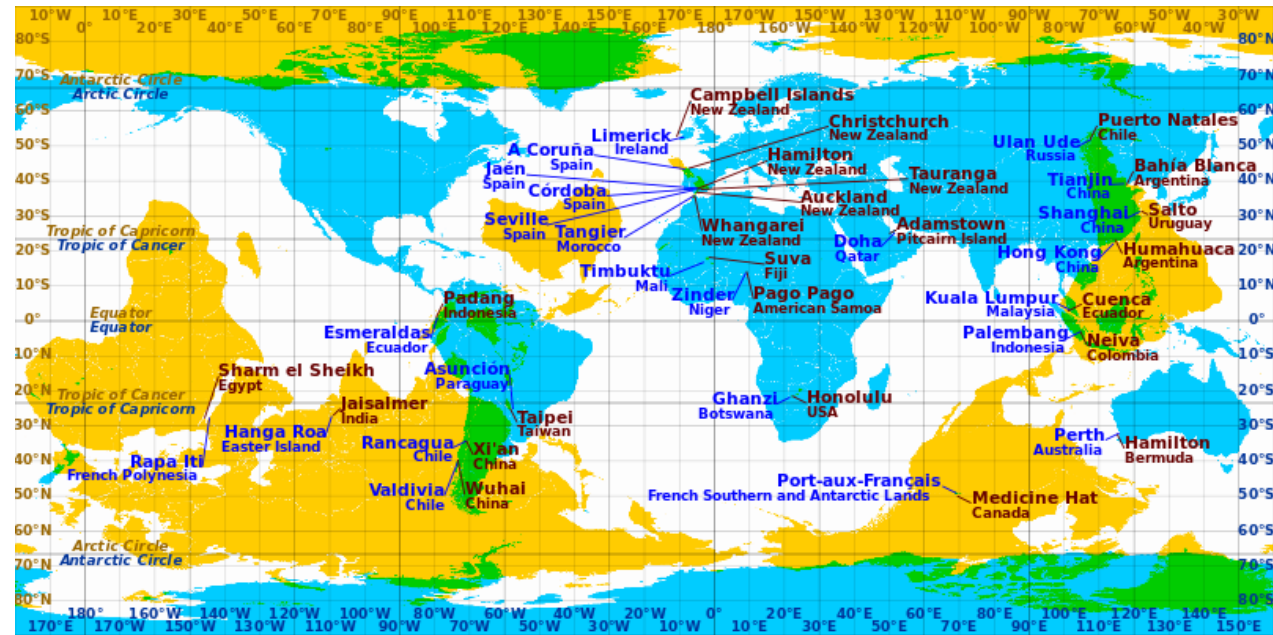 10°W 10°E 30°E 50°E 70°E 90°E 110°E 130°E 150°E 170°E 170°W 150°W 130°W 110°W 90°W 70°W 50°W 30°W
0° 20°E 40°E 60°E 80°E 100°E 120°E 140°E 160°E 180 160°W 140°W 120°W 100°W 80°W 60°W 40°W
80°S 80°N
70°S 70°N
Antarctic Circle
Arctic Circle
60°S 60°N
50°S 50°N
40°S 40°N
30°S 30°N
Tropic of Capricorn
Tropic of Cancer
20°S 20°N
10°S 10°N
Equator
Equator
0° 0°
10°N 10°S
20°N 20°S
Tropic of Cancer
Tropic of Capricorn
30°N 30°S
40°N 40°S
50°N 50°S
60°N 60°S
Arctic Circle
Antarctic Circle
70°N 70°S
80°N 80°S
Campbell Islands
New Zealand
Christchurch
New Zealand
Limerick
Ireland
A Coruña
Spain
Hamilton
New Zealand
Jaén
Spain
Tauranga
New Zealand
Córdoba
Spain
Auckland
New Zealand
Seville
Spain
Tangier
Morocco
Whangarei
New Zealand
Adamstown
Pitcairn Island
Doha
Qatar
Timbuktu
Mali
Suva
Fiji
Zinder
Niger
Pago Pago
American Samoa
Puerto Natales
Chile
Ulan Ude
Russia
Bahía Blanca
Argentina
Tianjin
China
Shanghai
China
Salto
Uruguay
Hong Kong
China
Humahuaca
Argentina
Kuala Lumpur
Malaysia
Cuenca
Ecuador
Palembang
Indonesia
Neiva
Colombia
Padang
Indonesia
Esmeraldas
Ecuador
Asunción
Paraguay
Sharm el Sheikh
Egypt
Jaisalmer
India
Hanga Roa
Easter Island
Rapa Iti
French Polynesia
Taipei
Taiwan
Rancagua
Chile
Xi'an
China
Valdivia
Chile
Wuhai
China
Ghanzi
Botswana
Honolulu
USA
Perth
Australia
Hamilton
Bermuda
Port-aux-Français
French Southern and Antarctic Lands
Medicine Hat
Canada
180° 160°W 140°W 120°W 100°W 80°W 60°W 40°W 20°W 0° 20°E 40°E 60°E 80°E 100°E 120°E 140°E
170°E 170°W 150°W 130°W 110°W 90°W 70°W 50°W 30°W 10°W 10°E 30°E 50°E 70°E 90°E 110°E 130°E 150°E